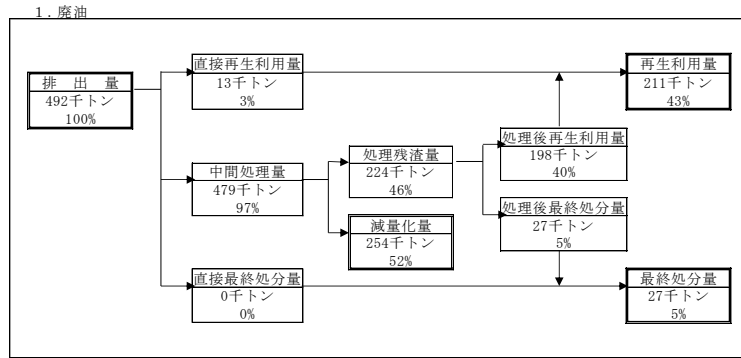 1．廃油
直接再生利用量
13千トン
3%
再生利用量
211千トン
43%
排 出 量
492千トン
100%
中間処理量
479千トン
97%
処理残渣量
224千トン
46%
処理後再生利用量
198千トン
40%
減量化量
254千トン
52%
処理後最終処分量
27千トン
5%
直接最終処分量
0千トン
0%
最終処分量
27千トン
5%